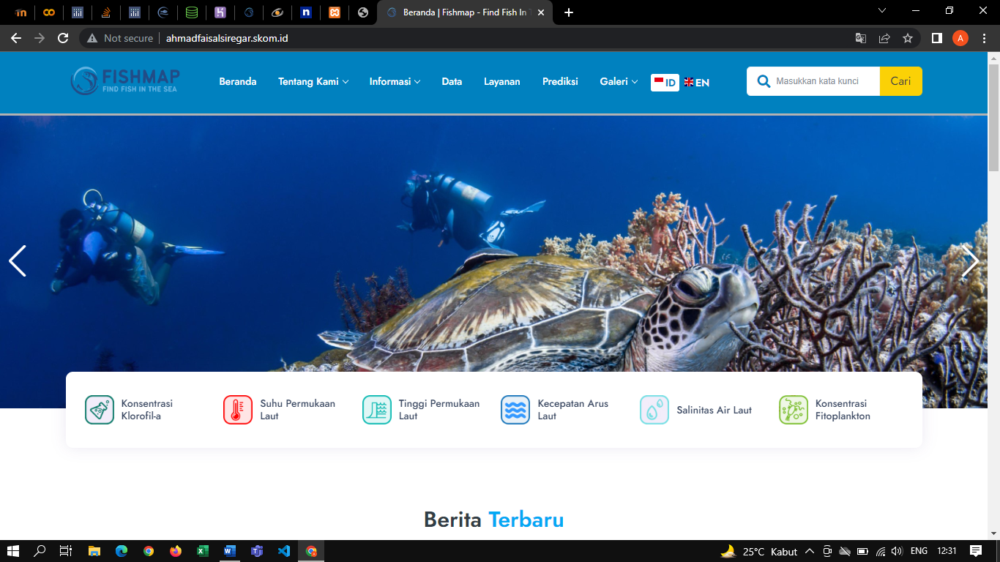 Beranda | Fishmap - Find Fish In T
Not secure
ahmadfaisalsiregar.skom.id
A
FISHMAP
FIND FISH IN THE SEA
Beranda
Tentang Kami
Informasi
Data
Layanan
Prediksi
Galeri
ID
EN
Masukkan kata kunci
Cari
Konsentrasi
Klorofil-a
Suhu Permukaan
Laut
Tinggi Permukaan
Laut
Kecepatan Arus
Laut
Salinitas Air Laut
Konsentrasi
Fitoplankton
Berita Terbaru
25°C Kabut
ENG
12:31